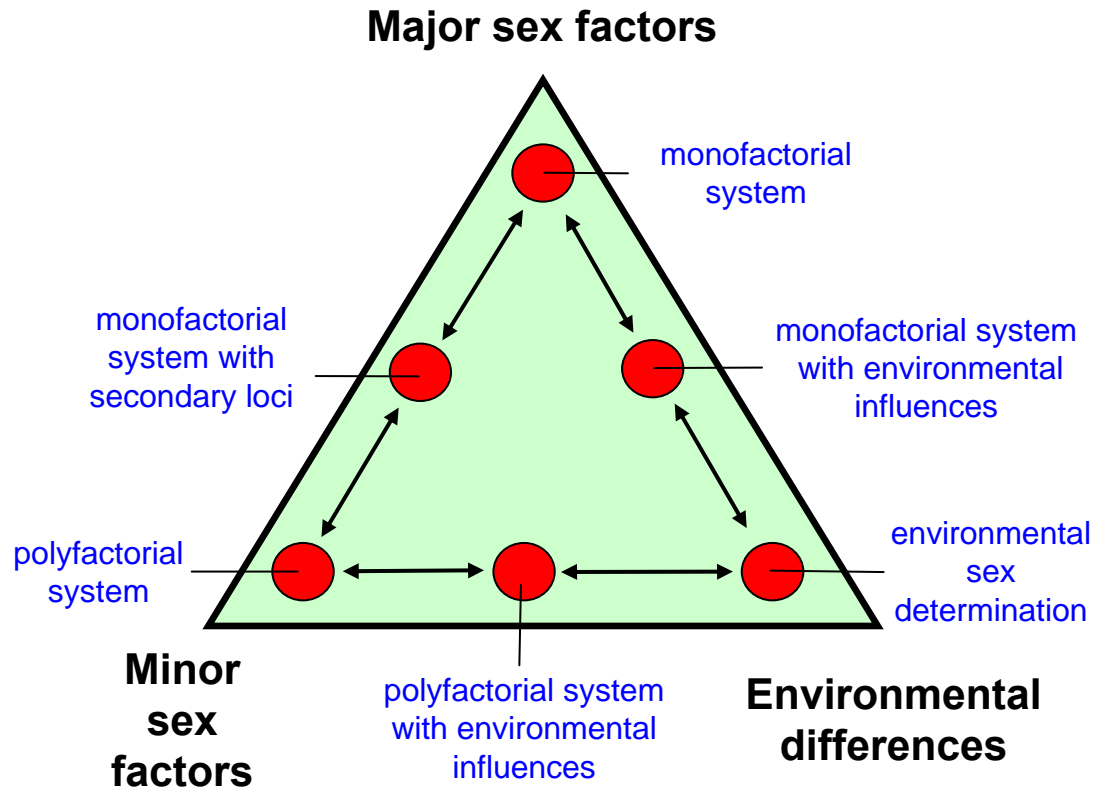 Major sex factors
monofactorial
system
monofactorial
system with
secondary loci
monofactorial system
with environmental
influences
polyfactorial
system
environmental
sex
determination
Minor
sex
factors
polyfactorial system
with environmental
influences
Environmental
differences